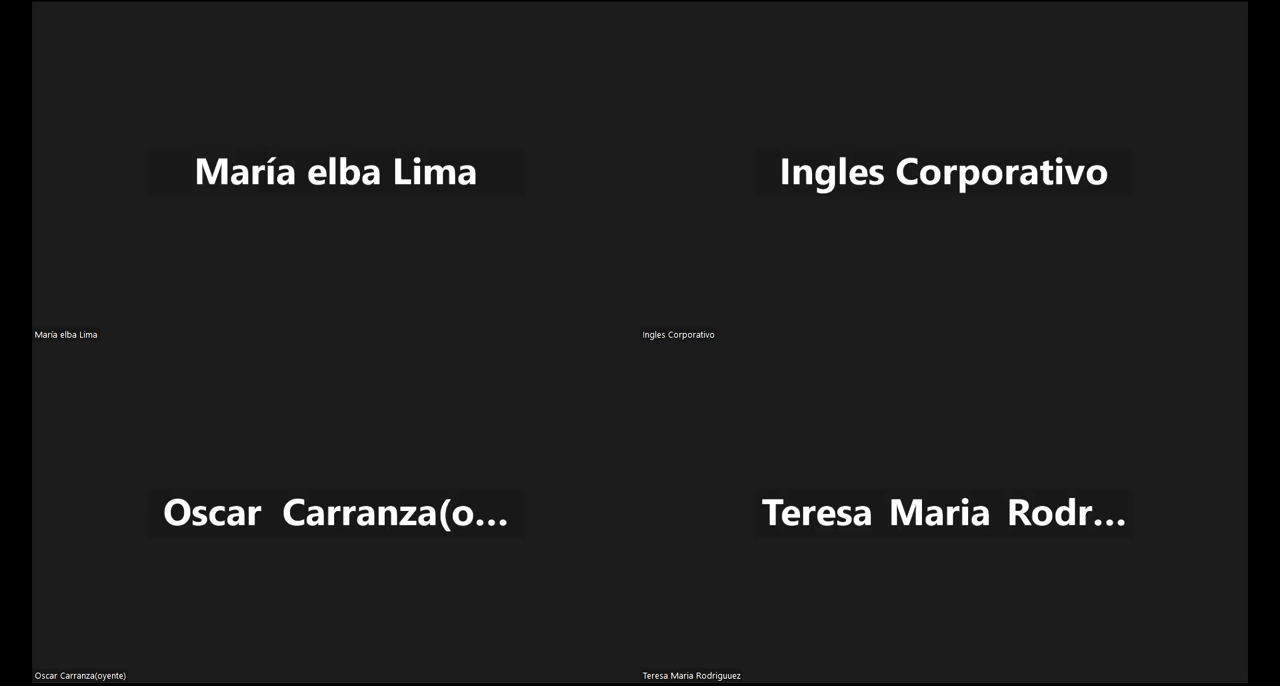 María elba Lima
Ingles Corporativo
María elba Lima
Ingles Corporativo
Oscar Carranza(o...
Teresa Maria Rodr...
Oscar Carranza(oyente)
Teresa Maria Rodriguuez